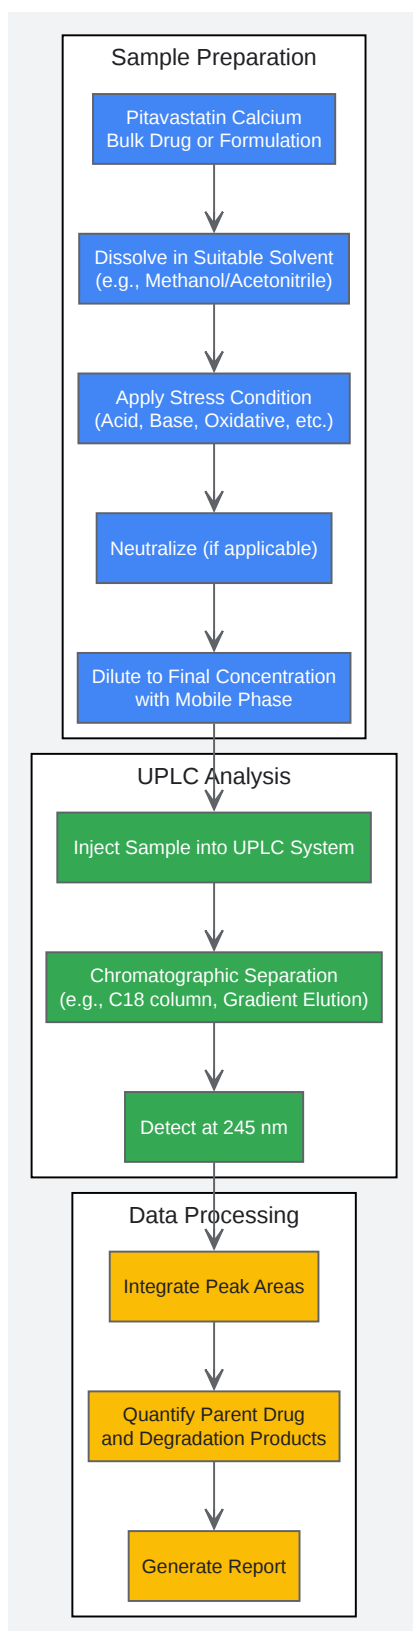 Sample Preparation
Pitavastatin Calcium
Bulk Drug or Formulation
Dissolve in Suitable Solvent
(e.g., Methanol/Acetonitrile)
Apply Stress Condition
(Acid, Base, Oxidative, etc.)
Neutralize (if applicable)
Dilute to Final Concentration
with Mobile Phase
UPLC Analysis
Inject Sample into UPLC System
Chromatographic Separation
(e.g., C18 column, Gradient Elution)
Detect at 245 nm
Data Processing
Integrate Peak Areas
Quantify Parent Drug
and Degradation Products
Generate Report